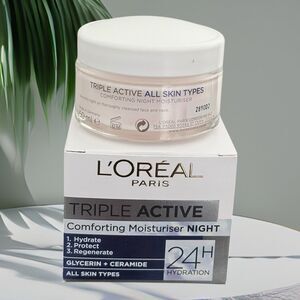 TRIPLE ACTIVE ALL SKIN TYPES
COMFORTING NIGHT MOISTURISER
L'ORÉAL
PARIS
TRIPLE ACTIVE
Comforting Moisturiser NIGHT
1. Hydrate
2. Protect
3. Regenerate
GLYCERIN + CERAMIDE
ALL SKIN TYPES
24H
HYDRATION